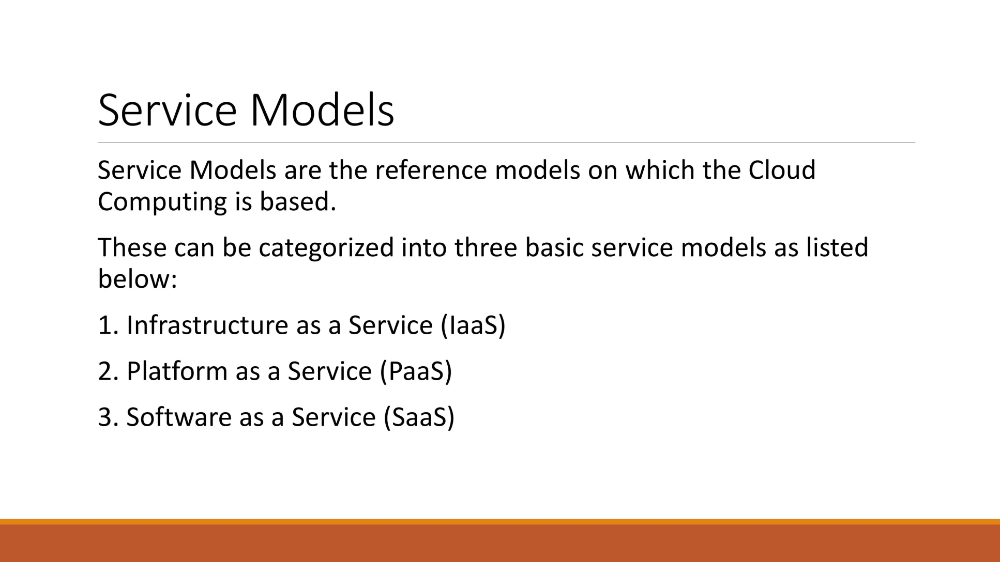 Service Models
Service Models are the reference models on which the Cloud
Computing is based.
These can be categorized into three basic service models as listed
below:
1. Infrastructure as a Service (IaaS)
2. Platform as a Service (PaaS)
3. Software as a Service (SaaS)